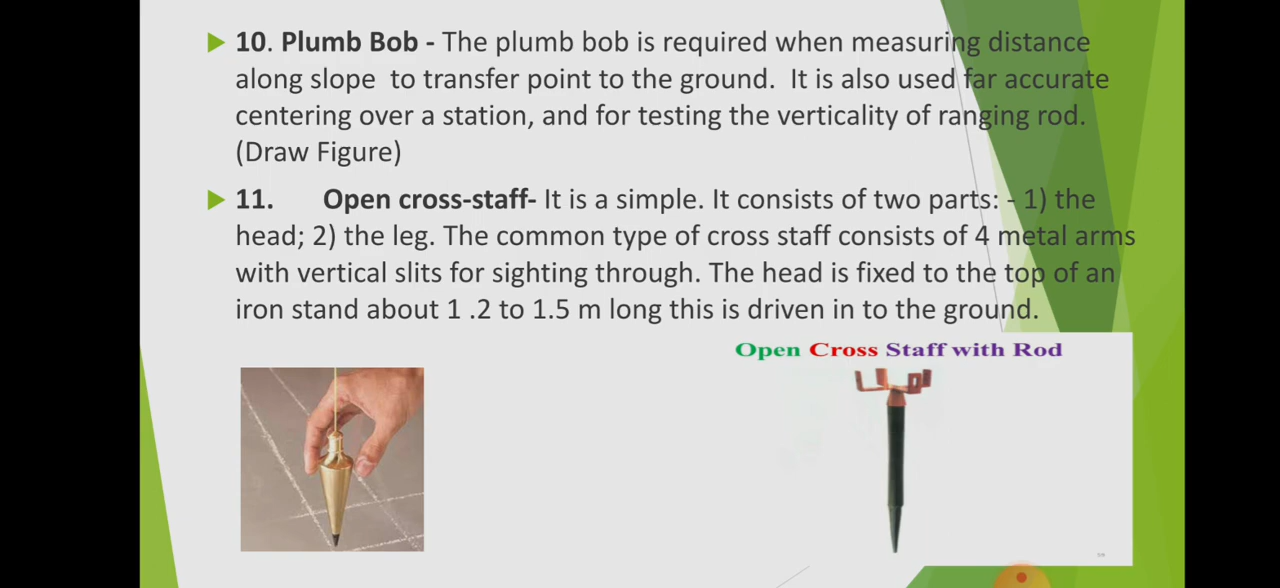 10. Plumb Bob - The plumb bob is required when measuring distance
along slope to transfer point to the ground. It is also used far accurate
centering over a station, and for testing the verticality of ranging rod.
(Draw Figure)
11. Open cross-staff- It is a simple. It consists of two parts: - 1) the
head; 2) the leg. The common type of cross staff consists of 4 metal arms
with vertical slits for sighting through. The head is fixed to the top of an
iron stand about 1 .2 to 1.5 m long this is driven in to the ground.
Open Cross Staff with Rod